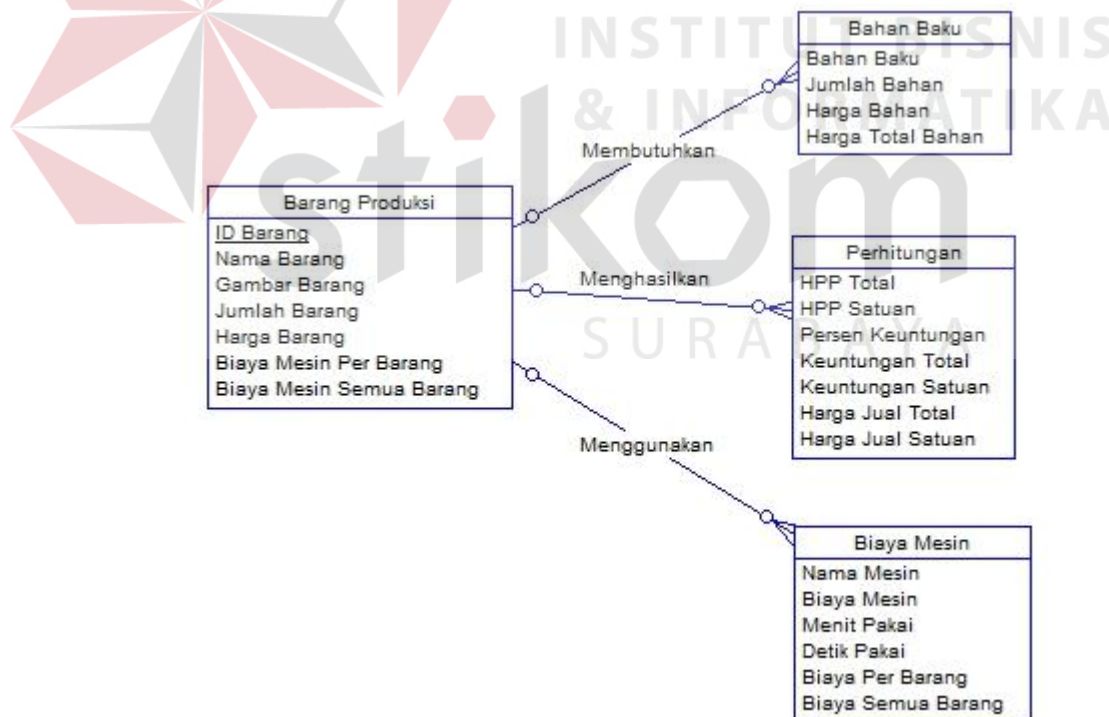 INSTITUT BISNIS
& INFORMATIKA
stikom
SURABAYA
Bahan Baku
Bahan Baku
Jumlah Bahan
Harga Bahan
Harga Total Bahan
Membutuhkan
Barang Produksi
ID Barang
Nama Barang
Gambar Barang
Jumlah Barang
Harga Barang
Biaya Mesin Per Barang
Biaya Mesin Semua Barang
Menghasilkan
Perhitungan
HPP Total
HPP Satuan
Persen Keuntungan
Keuntungan Total
Keuntungan Satuan
Harga Jual Total
Harga Jual Satuan
Menggunakan
Biaya Mesin
Nama Mesin
Biaya Mesin
Menit Pakai
Detik Pakai
Biaya Per Barang
Biaya Semua Barang